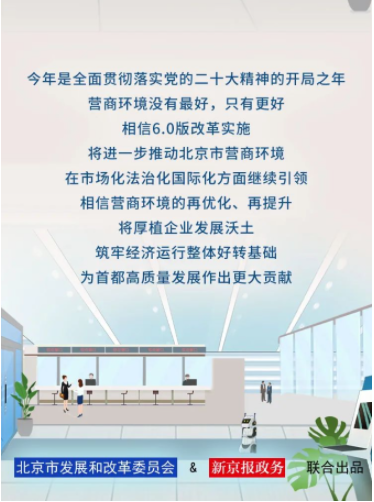 今年是全面贯彻落实党的二十大精神的开局之年
营商环境没有最好，只有更好
相信6.0版改革实施
将进一步推动北京市营商环境
在市场化法治化国际化方面继续引领
相信营商环境的再优化、再提升
将厚植企业发展沃土
筑牢经济运行整体好转基础
为首都高质量发展作出更大贡献
北京市发展和改革委员会 & 新京报政务 联合出品